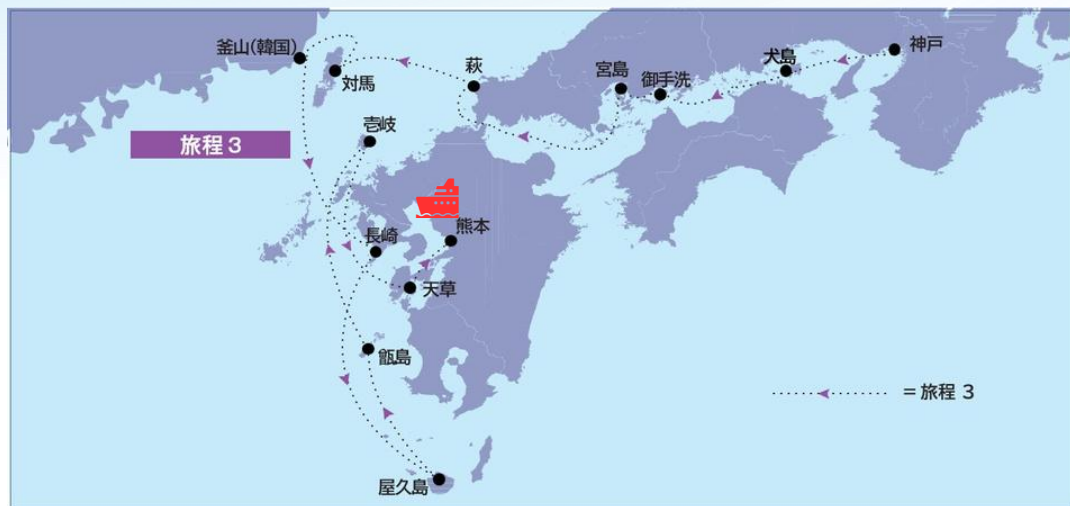 釜山(韓国)
対馬
萩
宮島
御手洗
犬島
神戸
壱岐
旅程 3
長崎
熊本
天草
甑島
屋久島
= 旅程 3